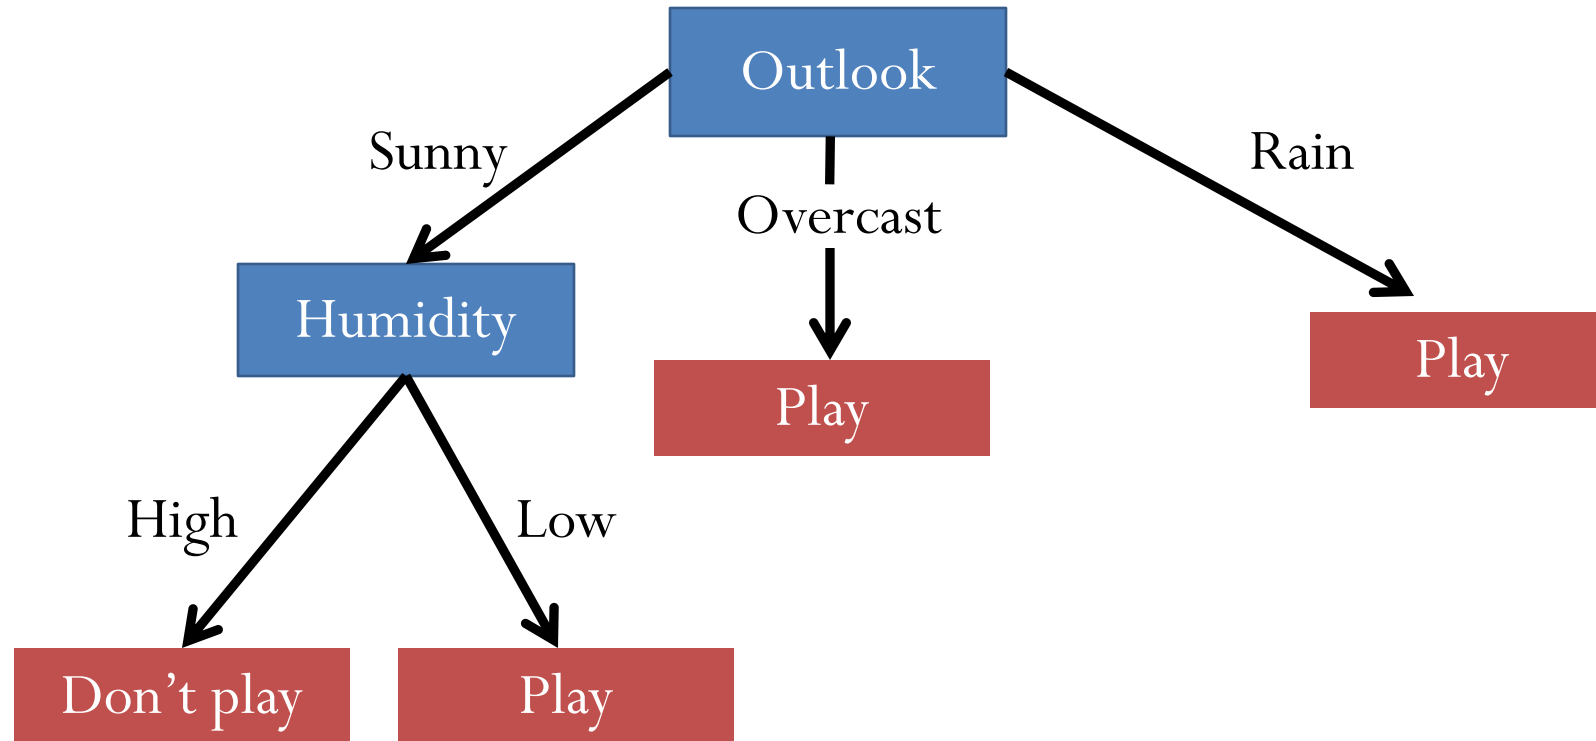 Outlook
Sunny
Rain
Overcast
Humidity
Play
Play
High
Low
Don’t play
Play